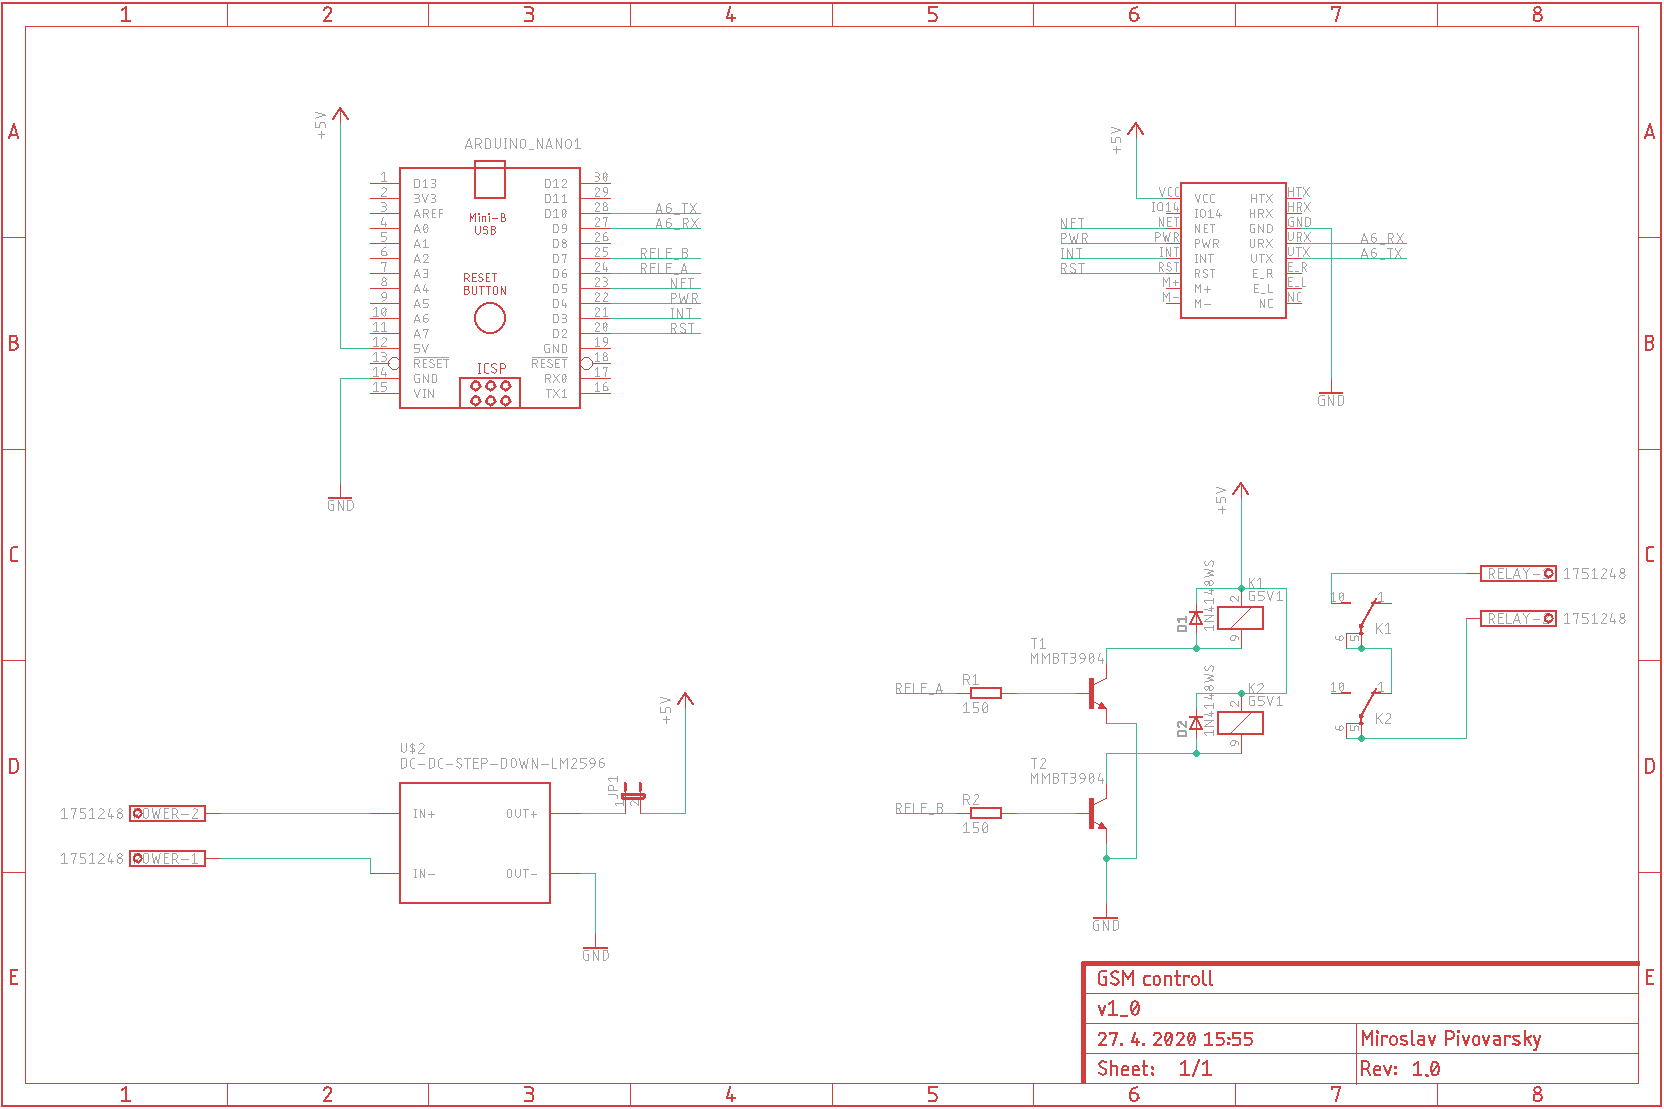 1 2 3 4 5 6 7 8
A
B
C
D
E
A
B
C
D
E
1 2 3 4 5 6 7 8
+5V
ARDUINO_NANO1
Mini-B
USB
RESET
BUTTON
ICSP
1 D13
2 3V3
3 AREF
4 A0
5 A1
6 A2
7 A3
8 A4
9 A5
10 A6
11 A7
12 5V
13 RESET
14 GND
15 VIN
D12 30
D11 29
D10 28 A6_TX
D9 27 A6_RX
D8 26
D7 25 RELE_B
D6 24 RELE_A
D5 23 NET
D4 22 PWR
D3 21 INT
D2 20 RST
GND 19
RESET 18
RX0 17
TX1 16
GND
+5V
VCC VCC
IO14 IO14
NET NET NET
PWR PWR PWR
INT INT INT
RST RST RST
M+ M+
M- M-
HTX HTX
HRX HRX
GND GND
URX URX A6_RX
UTX UTX A6_TX
E_R E_R
E_L E_L
NC NC
GND
+5V
K1
G5V1
2
9
D1
1N4148WS
T1
MMBT3904
RELE_A
R1
150
K2
G5V1
2
9
D2
1N4148WS
T2
MMBT3904
RELE_B
R2
150
GND
10 1
6 5
K1
10 1
6 5
K2
RELAY- 1751248
RELAY- 1751248
U$2
DC-DC-STEP-DOWN-LM2596
IN+ OUT+
IN- OUT-
1751248 POWER-2
1751248 POWER-1
JP1
1 2
+5V
GND
GSM controll
v1_0
27. 4. 2020 15:55
Miroslav Pivovarsky
Sheet: 1/1
Rev: 1.0